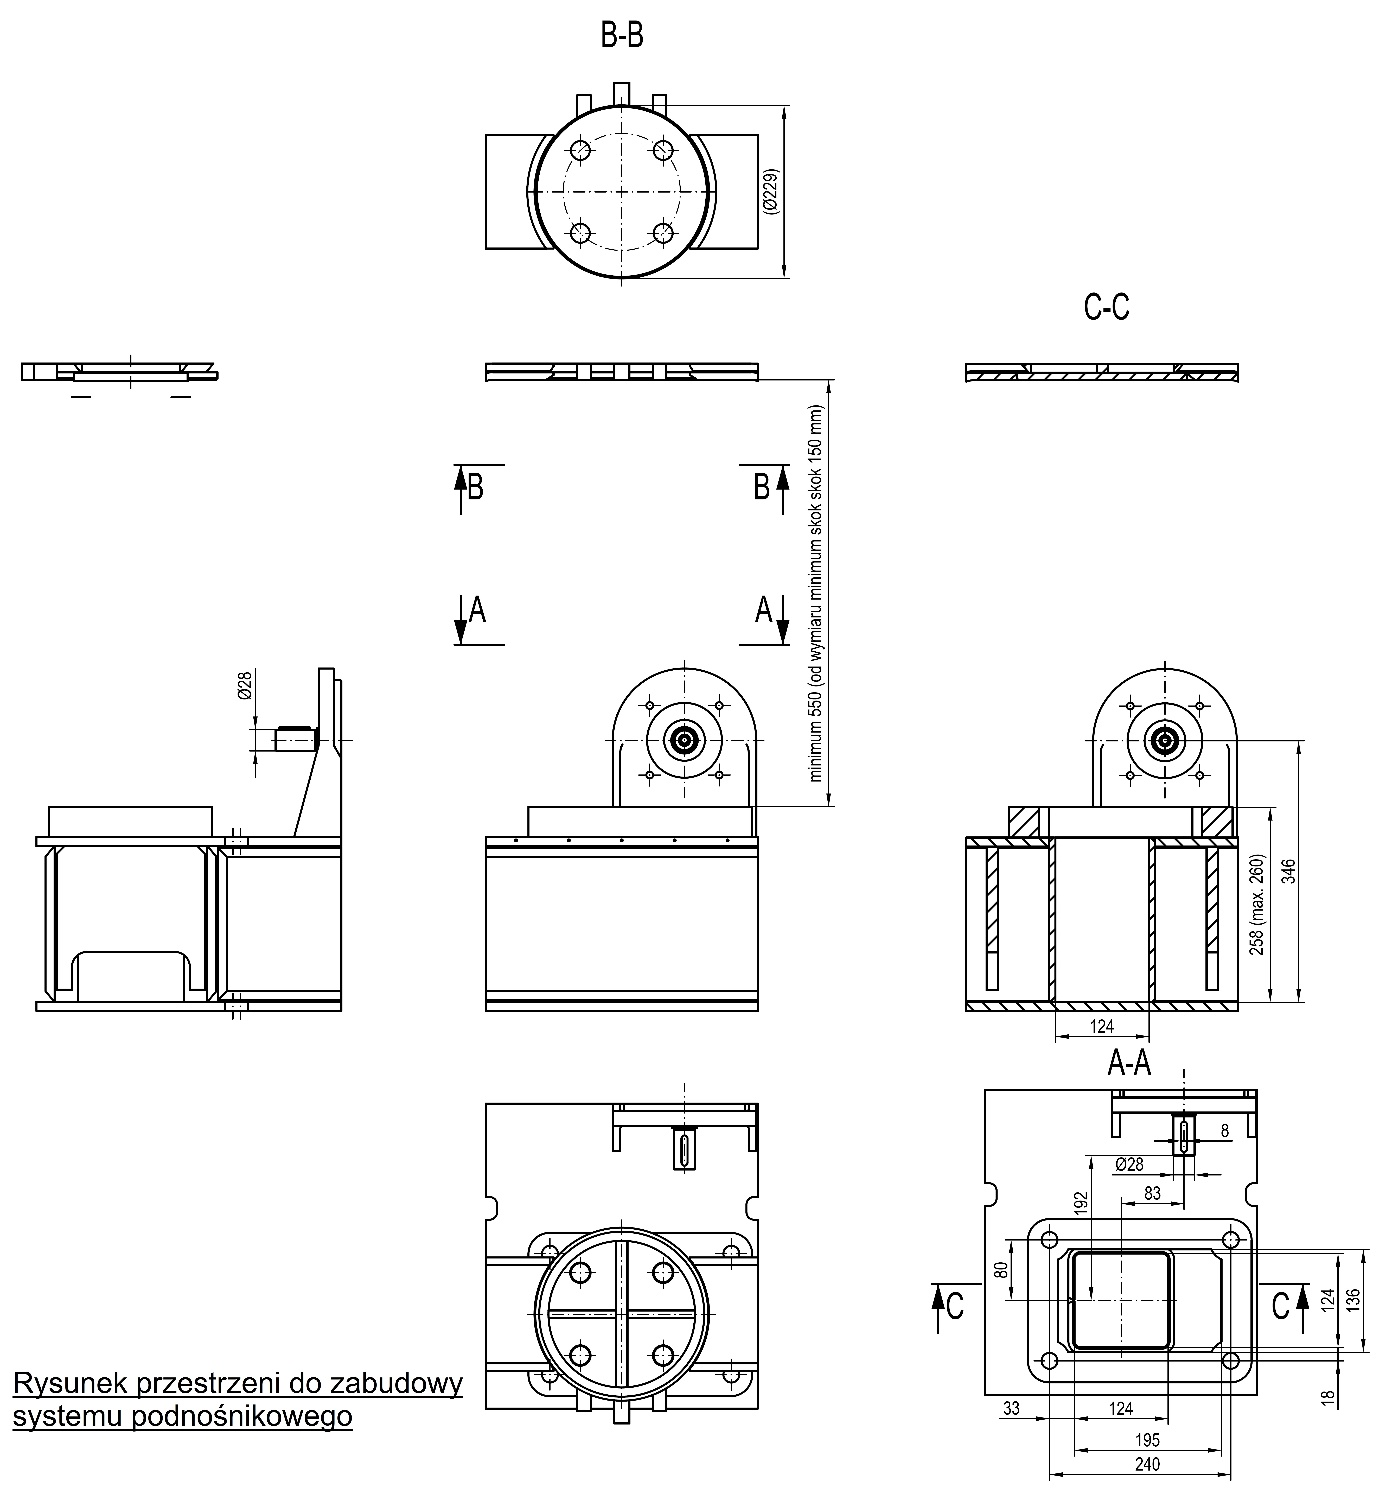 B-B
(Ø229)
C-C
minimum 550 (od wymiaru minimum skok skok 150 mm)
B
B
A
A
Ø28
258 (max. 260)
346
124
A-A
8
Ø28
83
192
80
C
C
124
136
18
33
124
195
240
Rysunek przestrzeni do zabudowy
systemu podnośnikowego